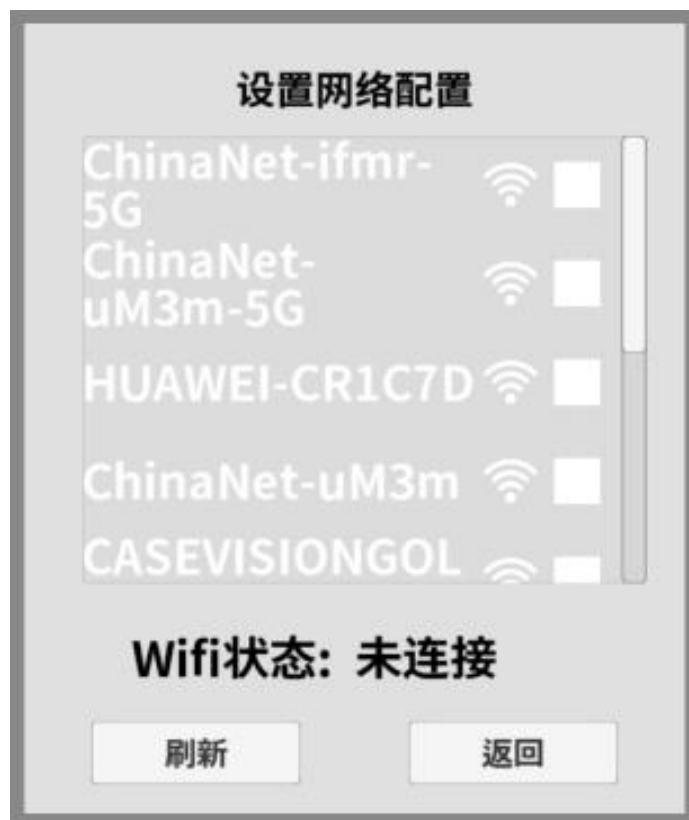 设置网络配置
ChinaNet-ifmr-
5G
ChinaNet-
uM3m-5G
HUAWEI-CR1C7D
ChinaNet-uM3m
CASEVISIONGOL
Wifi状态: 未连接
刷新 返回